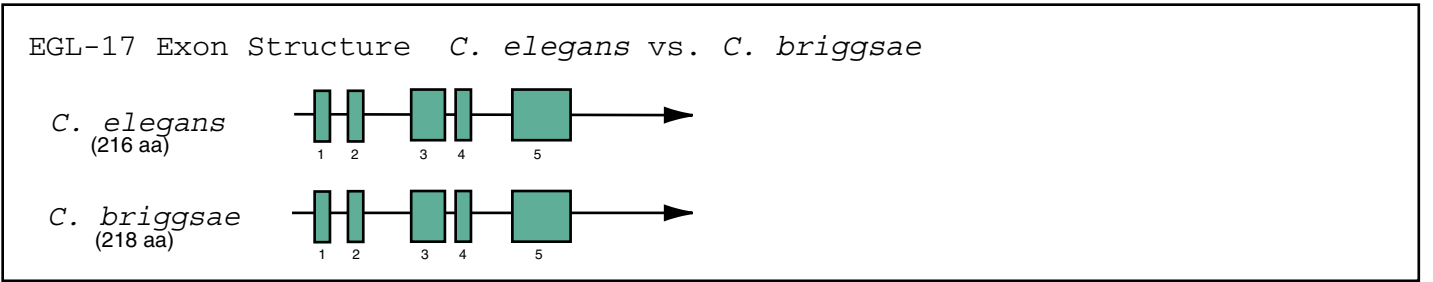 EGL-17 Exon Structure C. elegans vs. C. briggsae
C. elegans
(216 aa)
1 2 3 4 5
C. briggsae
(218 aa)
1 2 3 4 5